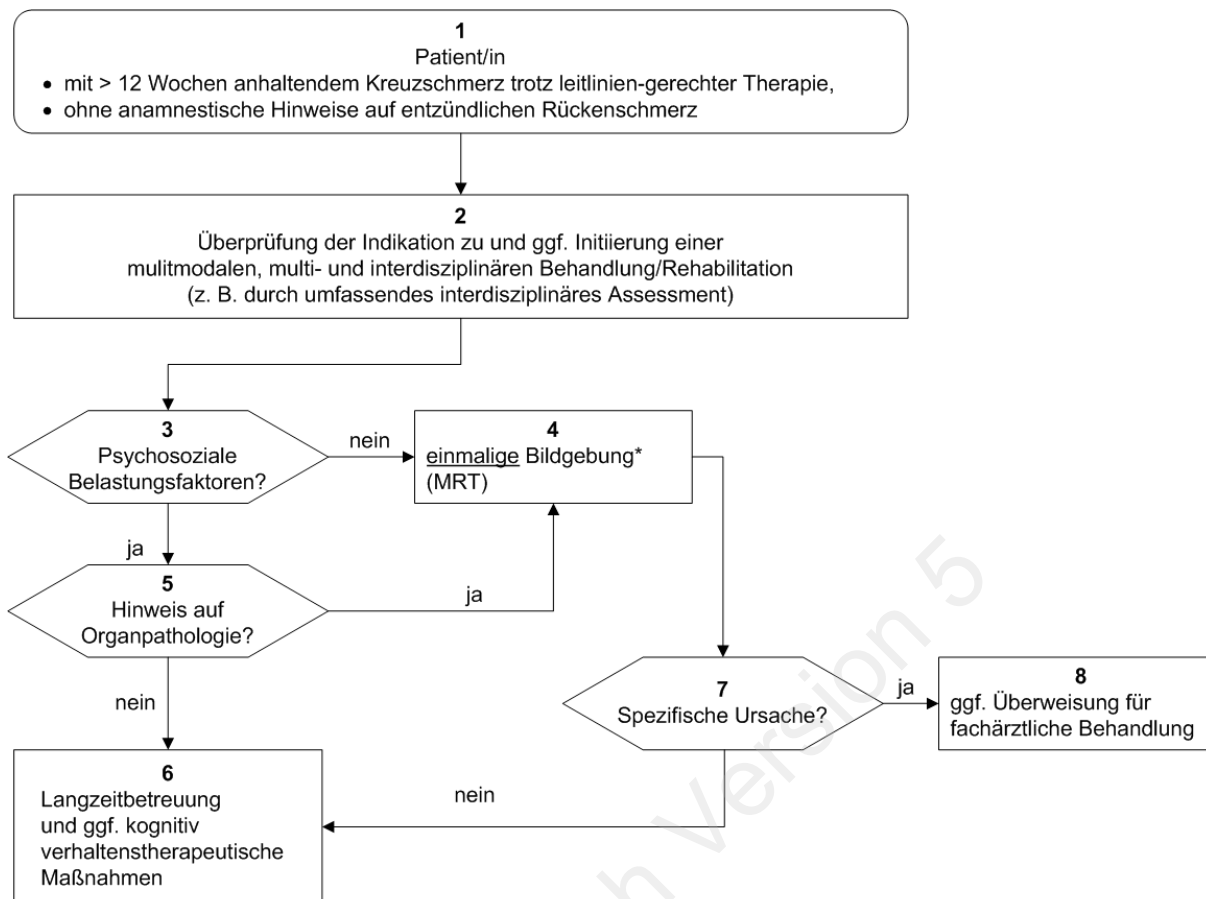 1
Patient/in
• mit > 12 Wochen anhaltendem Kreuzschmerz trotz leitlinien-gerechter Therapie,
• ohne anamnestische Hinweise auf entzündlichen Rückenschmerz
2
Überprüfung der Indikation zu und ggf. Initiierung einer
mulitmodalen, multi- und interdisziplinären Behandlung/Rehabilitation
(z. B. durch umfassendes interdisziplinäres Assessment)
3
Psychosoziale
Belastungsfaktoren?
nein
4
einmalige Bildgebung*
(MRT)
ja
5
Hinweis auf
Organpathologie?
ja
nein
7
Spezifische Ursache?
ja
8
ggf. Überweisung für
fachärztliche Behandlung
nein
6
Langzeitbetreuung
und ggf. kognitiv
verhaltenstherapeutische
Maßnahmen
h Version 5